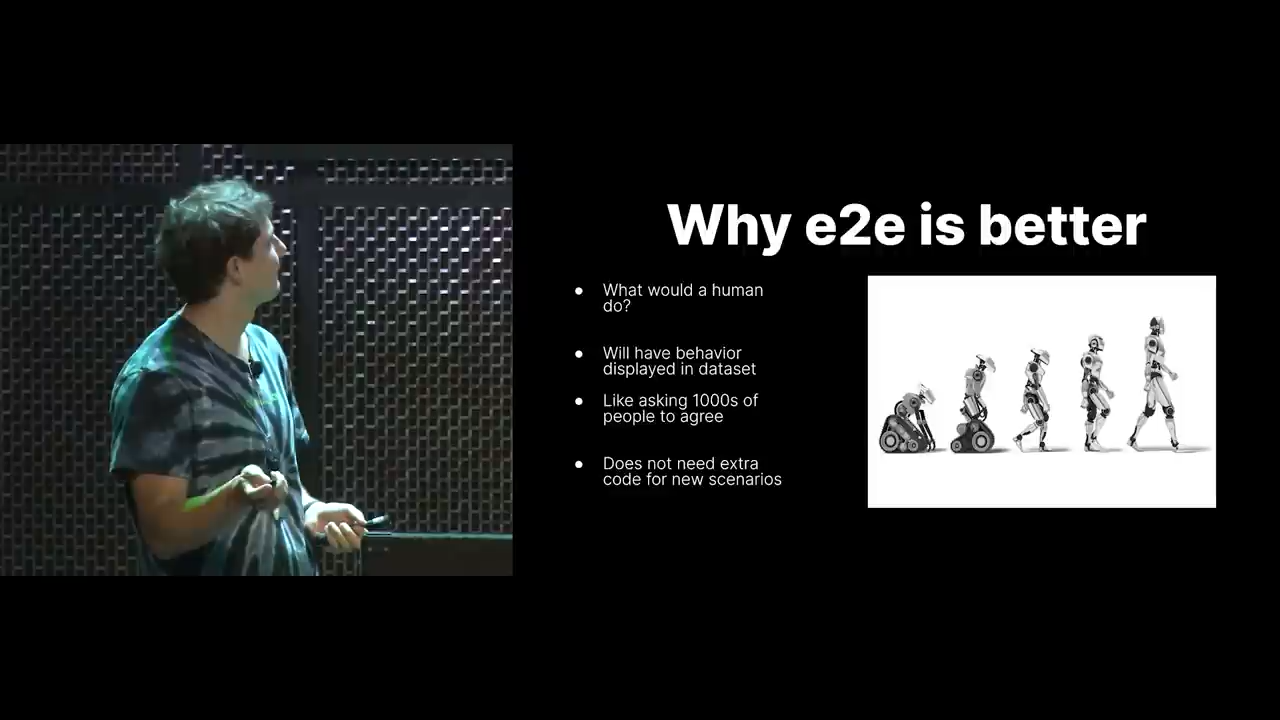 Why e2e is better
● What would a human
do?
● Will have behavior
displayed in dataset
● Like asking 1000s of
people to agree
● Does not need extra
code for new scenarios